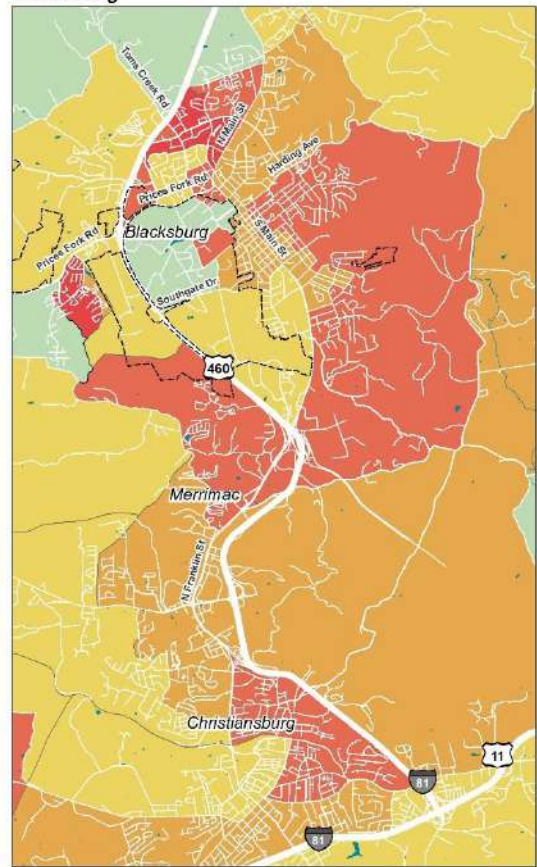 Toms Creek Rd
N Main St
Harding Ave
Prices Fork Rd
Blacksburg
S Main St
Prices Fork Rd
Southgate Dr
460
Merrimac
N Franklin St
Christiansburg
11
81
81